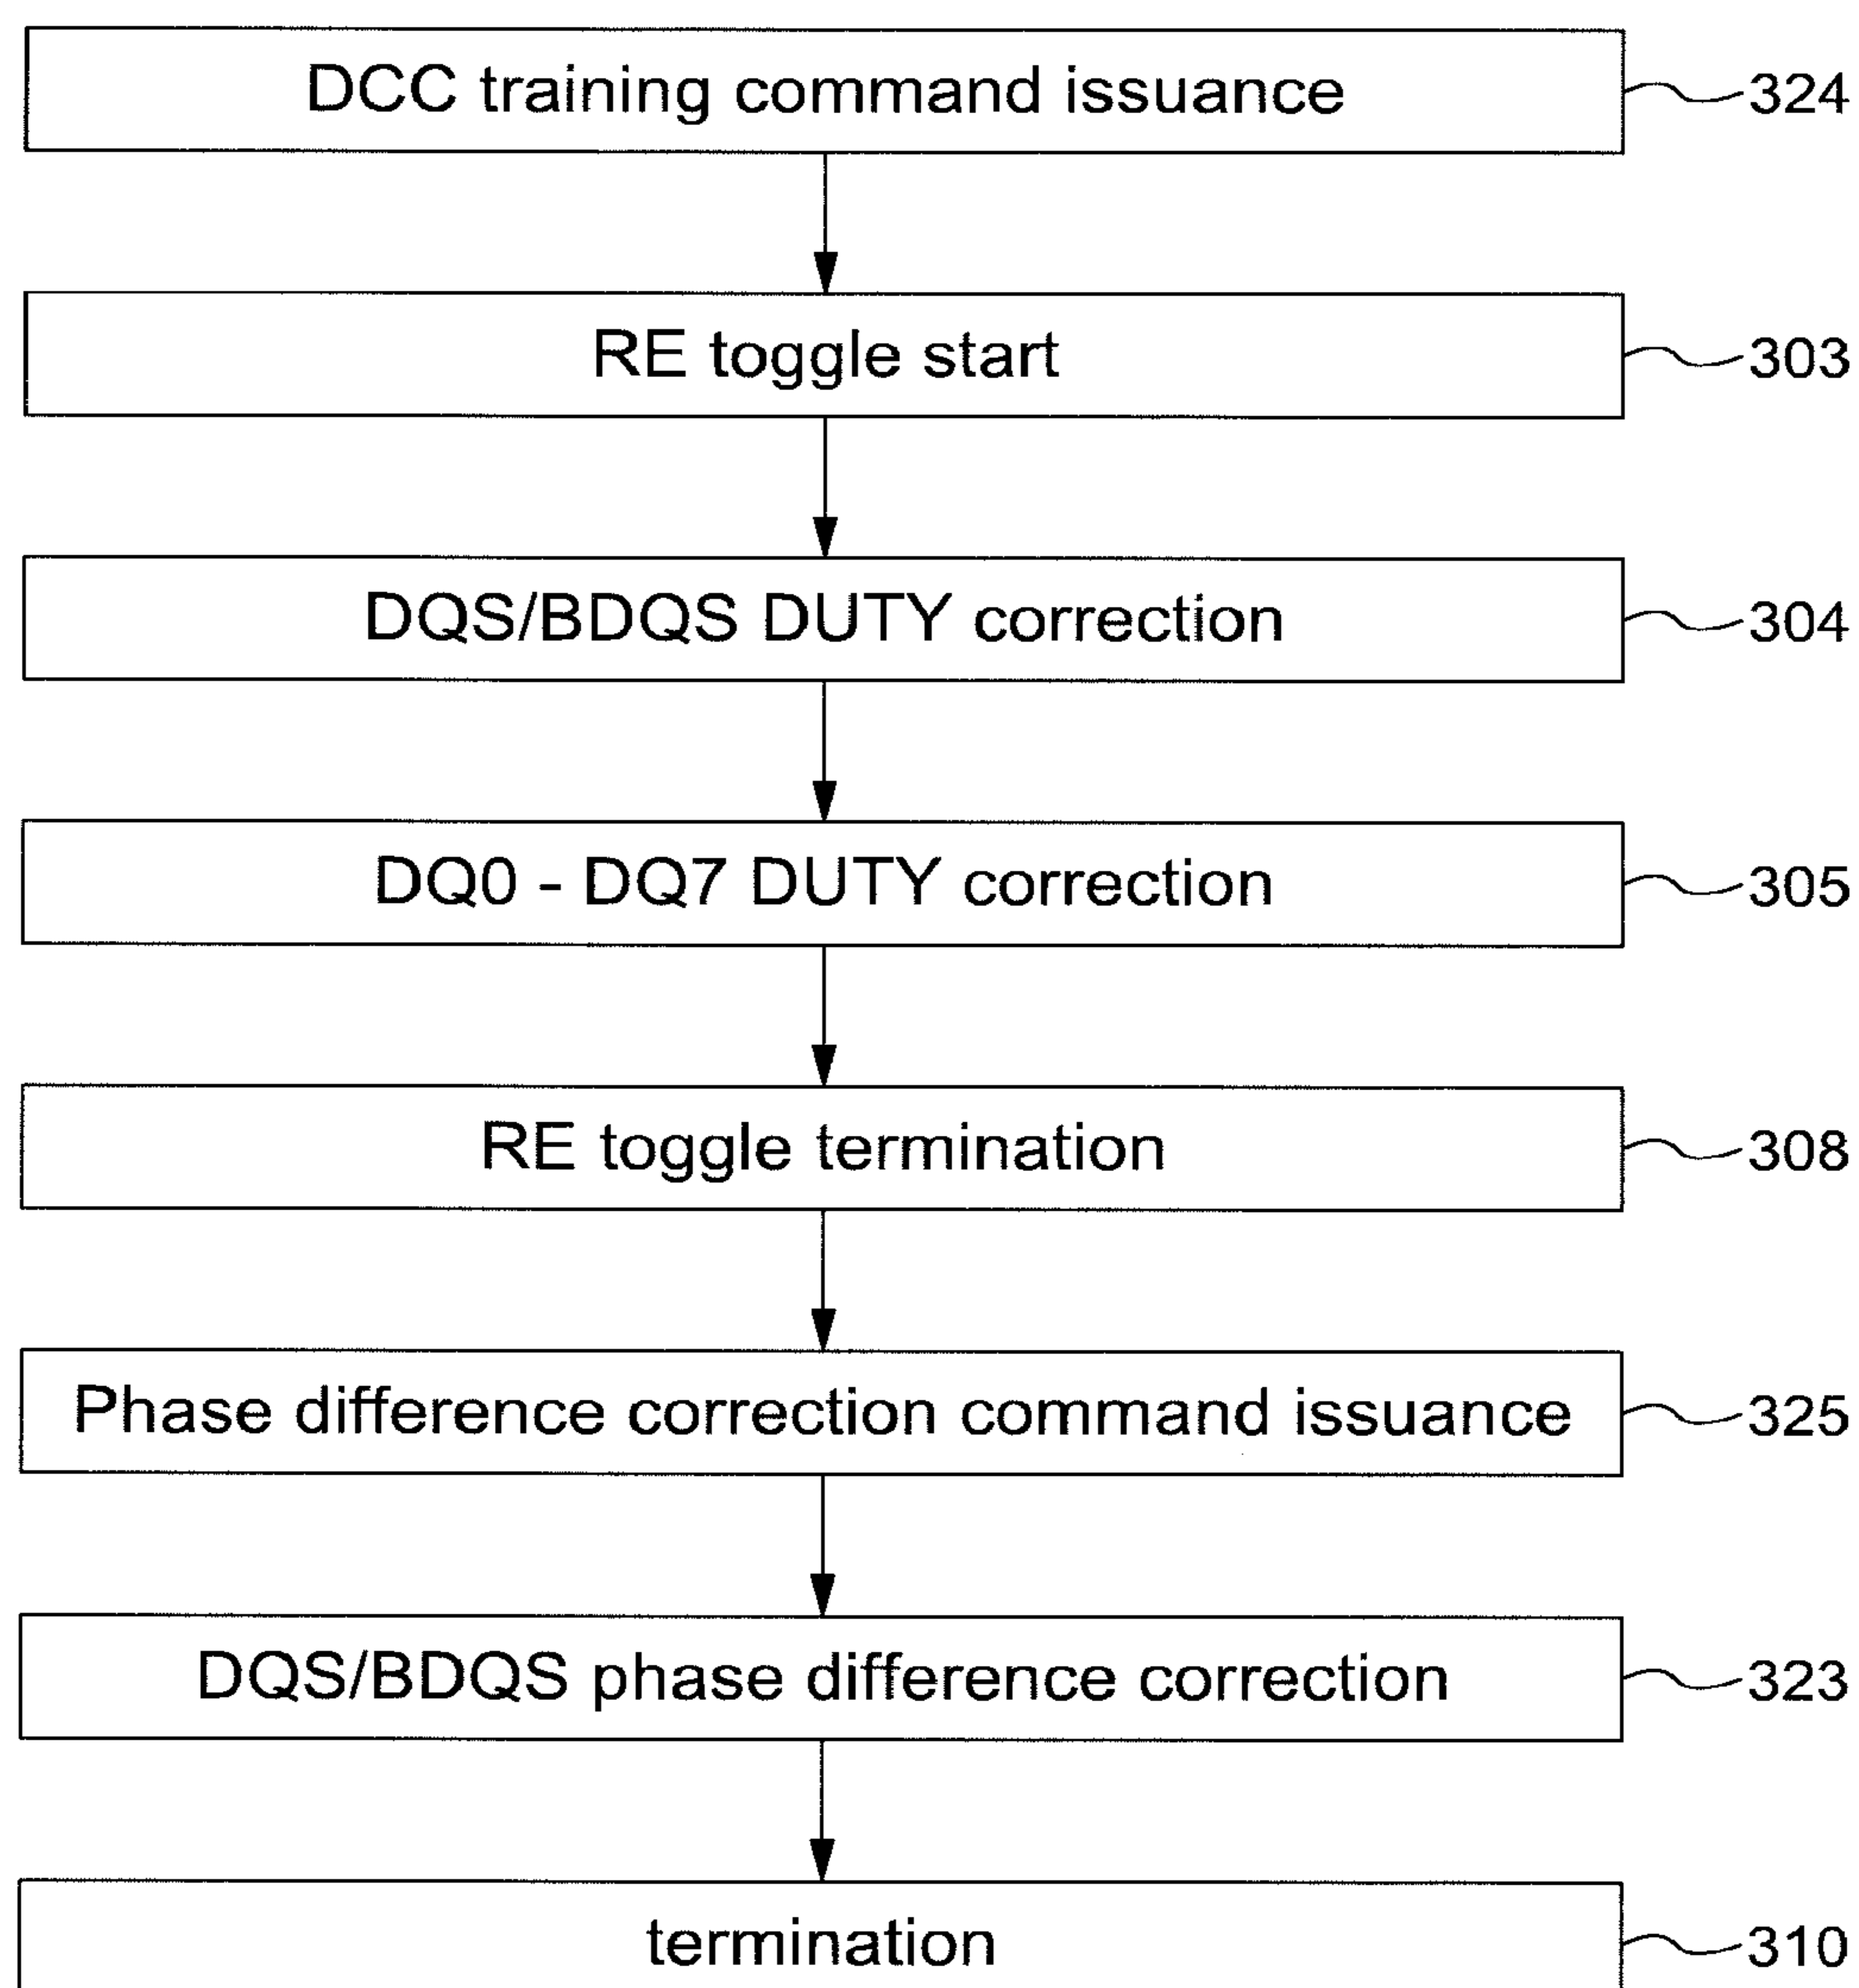 DCC training command issuance 324
RE toggle start 303
DQS/BDQS DUTY correction 304
DQ0 - DQ7 DUTY correction 305
RE toggle termination 308
Phase difference correction command issuance 325
DQS/BDQS phase difference correction 323
termination 310